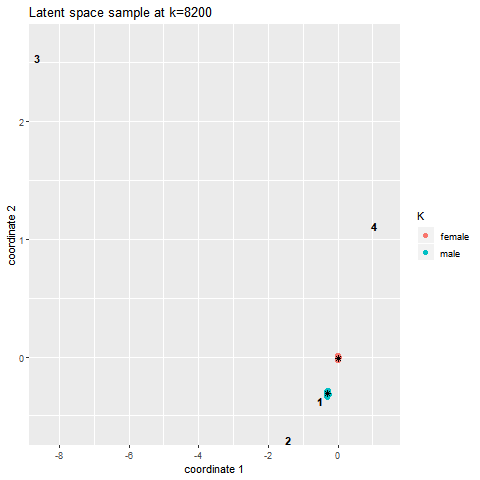 Latent space sample at k=8200
3
2
4
1
0
1
2
-8
-6
-4
-2
0
coordinate 1
coordinate 2
K
female
male